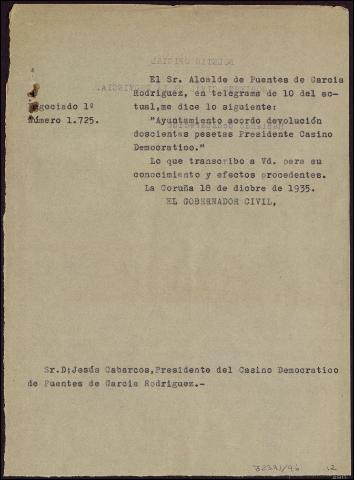 El Sr. Alcalde de Puentes de Garcia
Rodriguez, en telegrama de 10 del ac-
tual,me dice lo siguiente:
Negociado 1º
número 1.725.
"Ayuntamiento acordo devolución
doscientas pesetas Presidente Casino
Democratico."
Lo que transcribo a Vd. para su
conocimiento y efectos procedentes.
La Coruña 18 de dicbre de 1935.
EL GOBERNADOR CIVIL,
Sr.D;Jesús Cabarcos,Presidente del Casino Democratico
de Puentes de Garcia Rodriguez.-